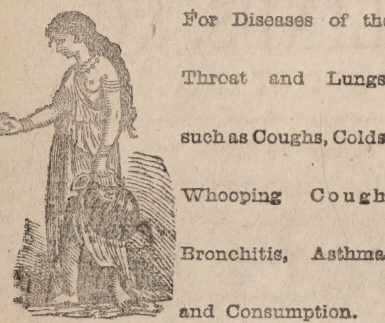 For Diseases of the
Throat and Lungs
such as Coughs, Colds
Whooping Cough
Bronchitis, Asthma
and Consumption.